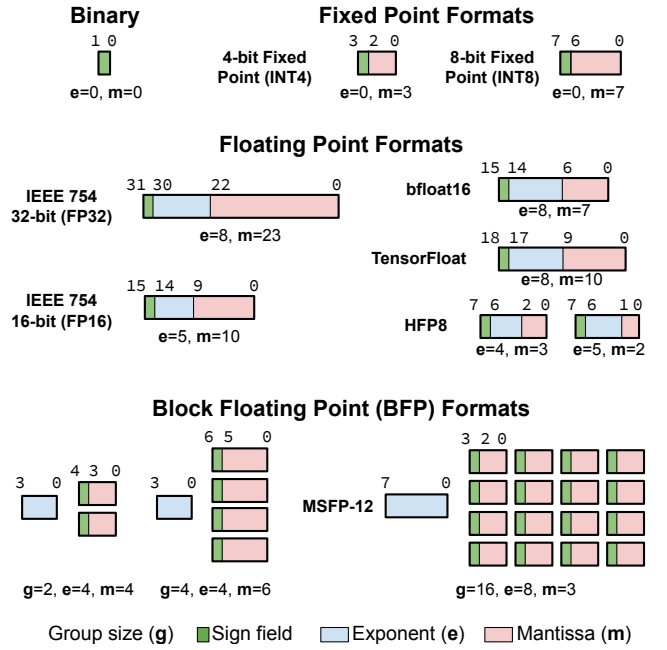 Binary
Fixed Point Formats
1 0
e=0, m=0
4-bit Fixed
Point (INT4)
3 2 0
e=0, m=3
8-bit Fixed
Point (INT8)
7 6 0
e=0, m=7
Floating Point Formats
IEEE 754
32-bit (FP32)
31 30 22 0
e=8, m=23
bfloat16
15 14 6 0
e=8, m=7
TensorFloat
18 17 9 0
e=8, m=10
IEEE 754
16-bit (FP16)
15 14 9 0
e=5, m=10
HFP8
7 6 2 0
e=4, m=3
7 6 1 0
e=5, m=2
Block Floating Point (BFP) Formats
3 0
4 3 0
g=2, e=4, m=4
3 0
6 5 0
g=4, e=4, m=6
MSFP-12
7 0
3 2 0
g=16, e=8, m=3
Group size (g) Sign field Exponent (e) Mantissa (m)